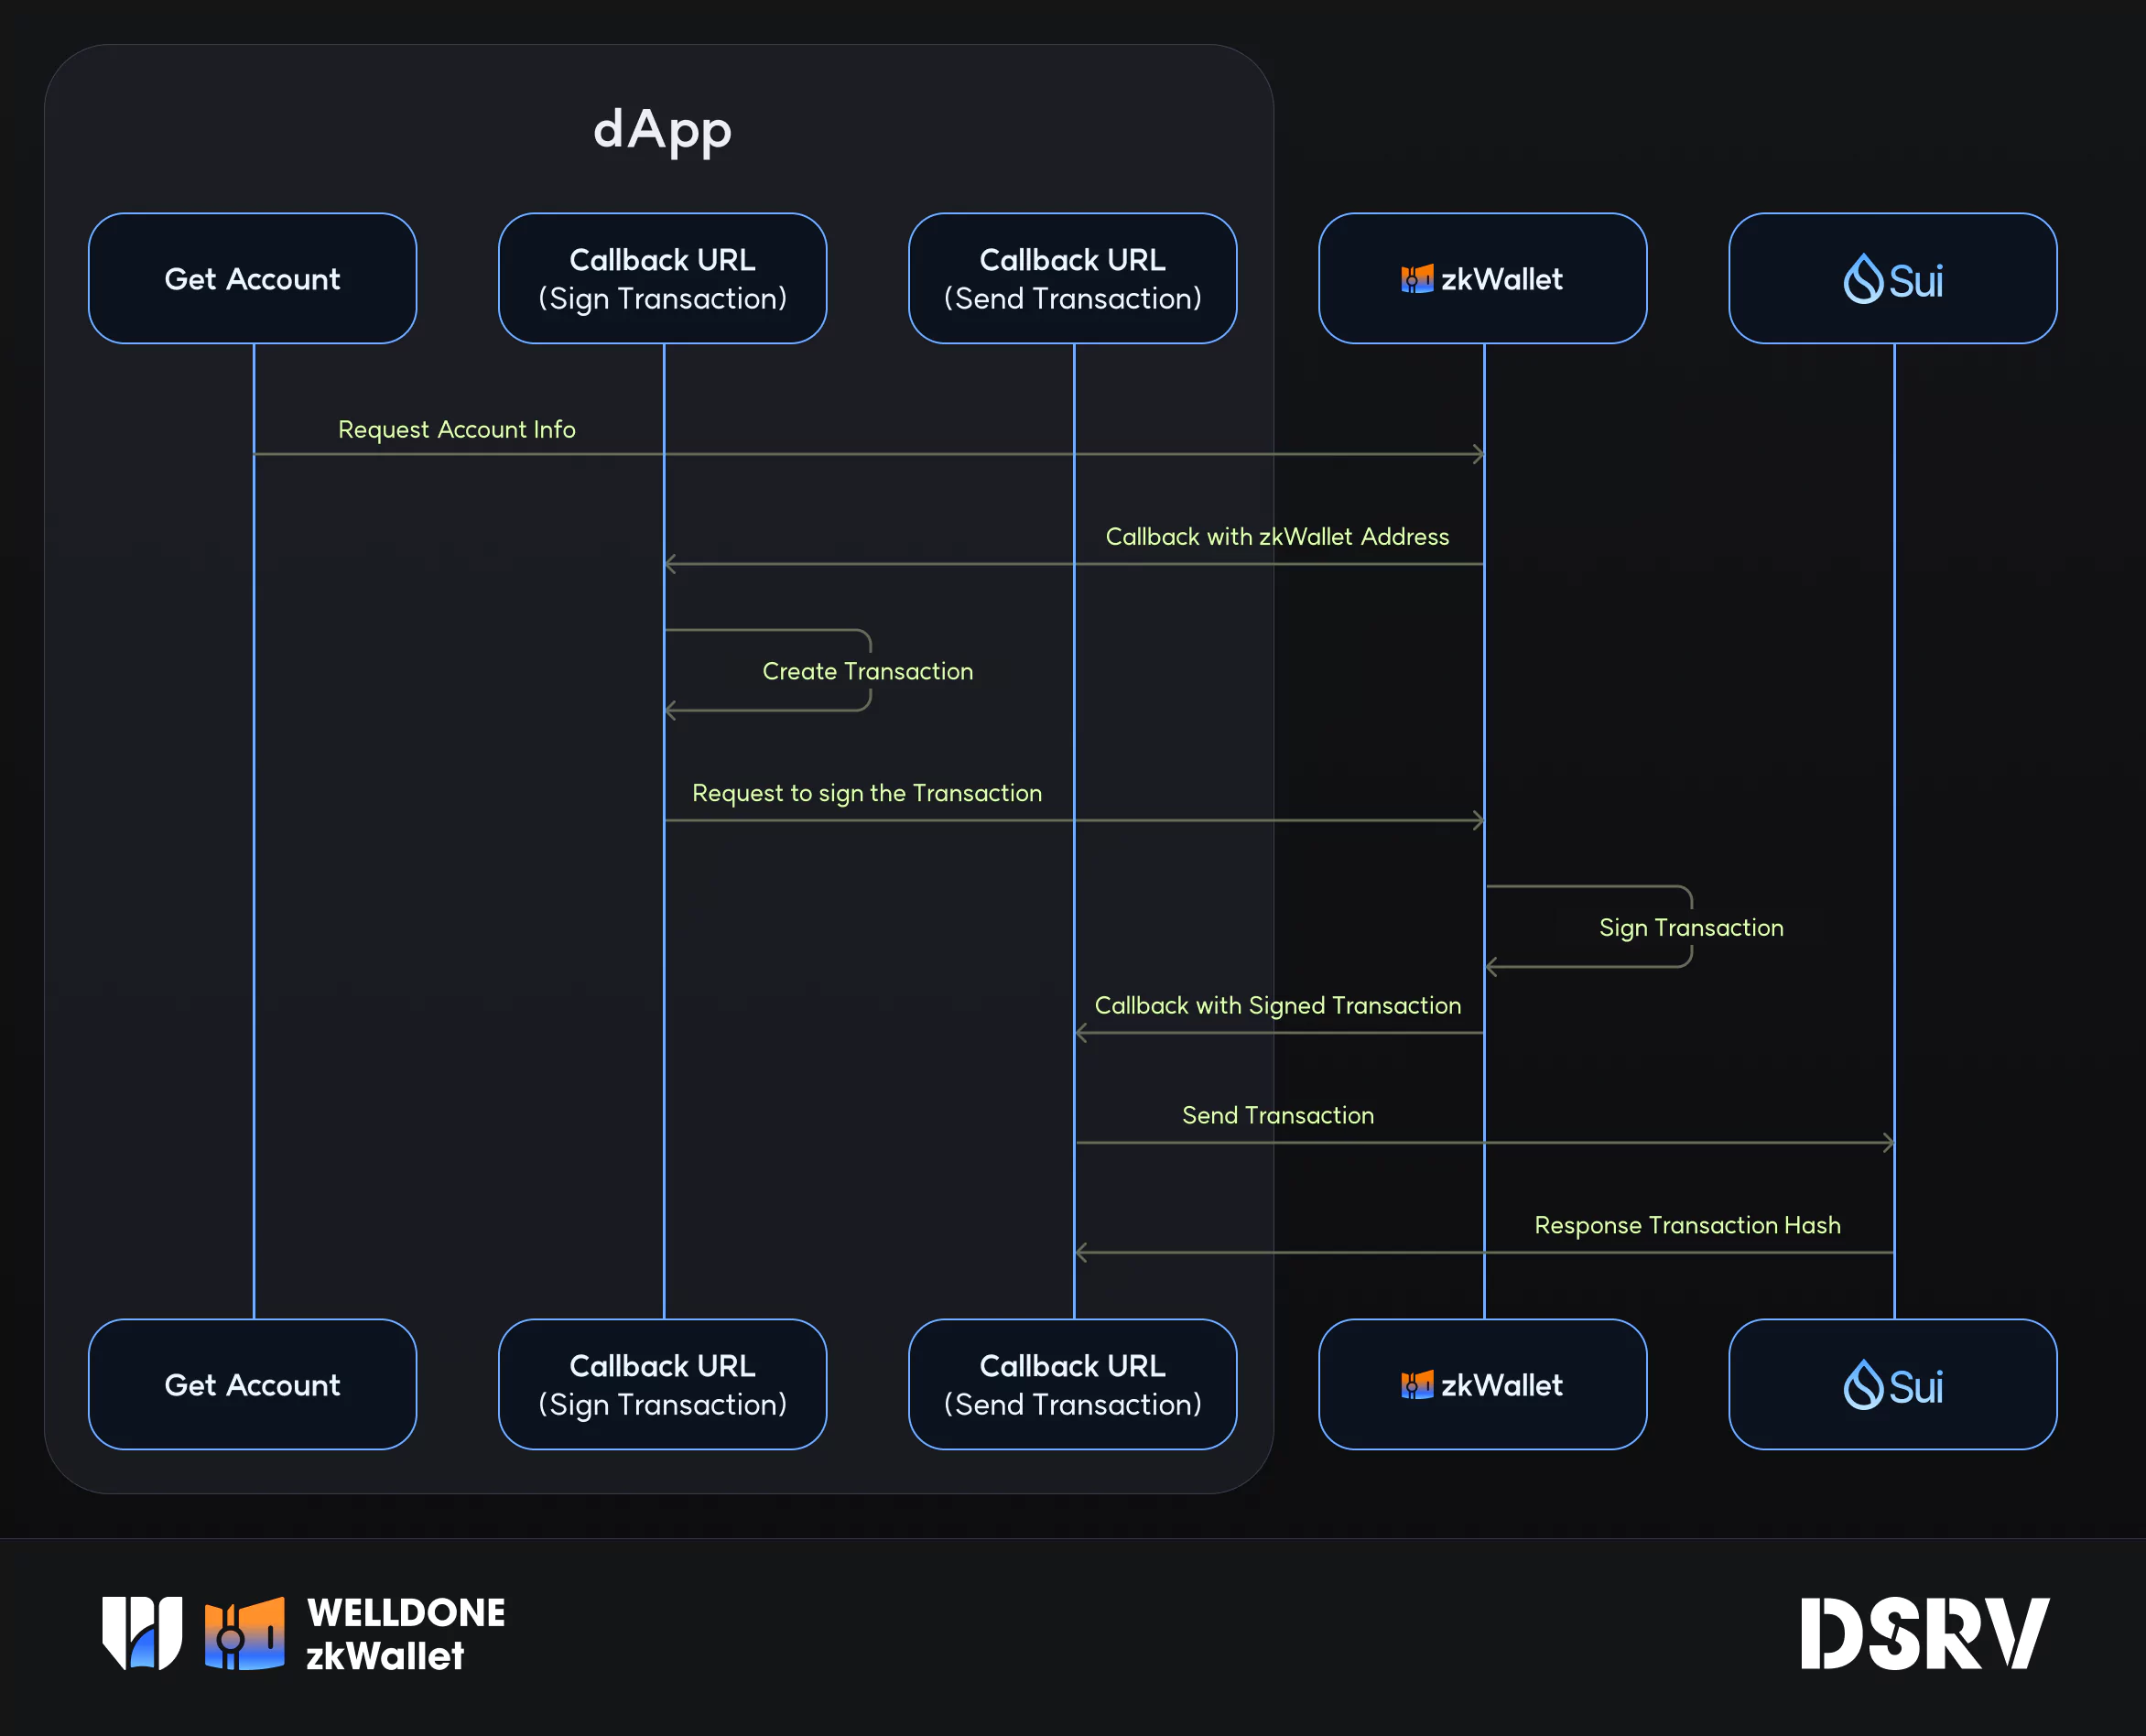 dApp
Get Account
Callback URL
(Sign Transaction)
Callback URL
(Send Transaction)
zkWallet
Sui
Request Account Info
Callback with zkWallet Address
Create Transaction
Request to sign the Transaction
Sign Transaction
Callback with Signed Transaction
Send Transaction
Response Transaction Hash
Get Account
Callback URL
(Sign Transaction)
Callback URL
(Send Transaction)
zkWallet
Sui
WELLDONE
zkWallet
DSRV